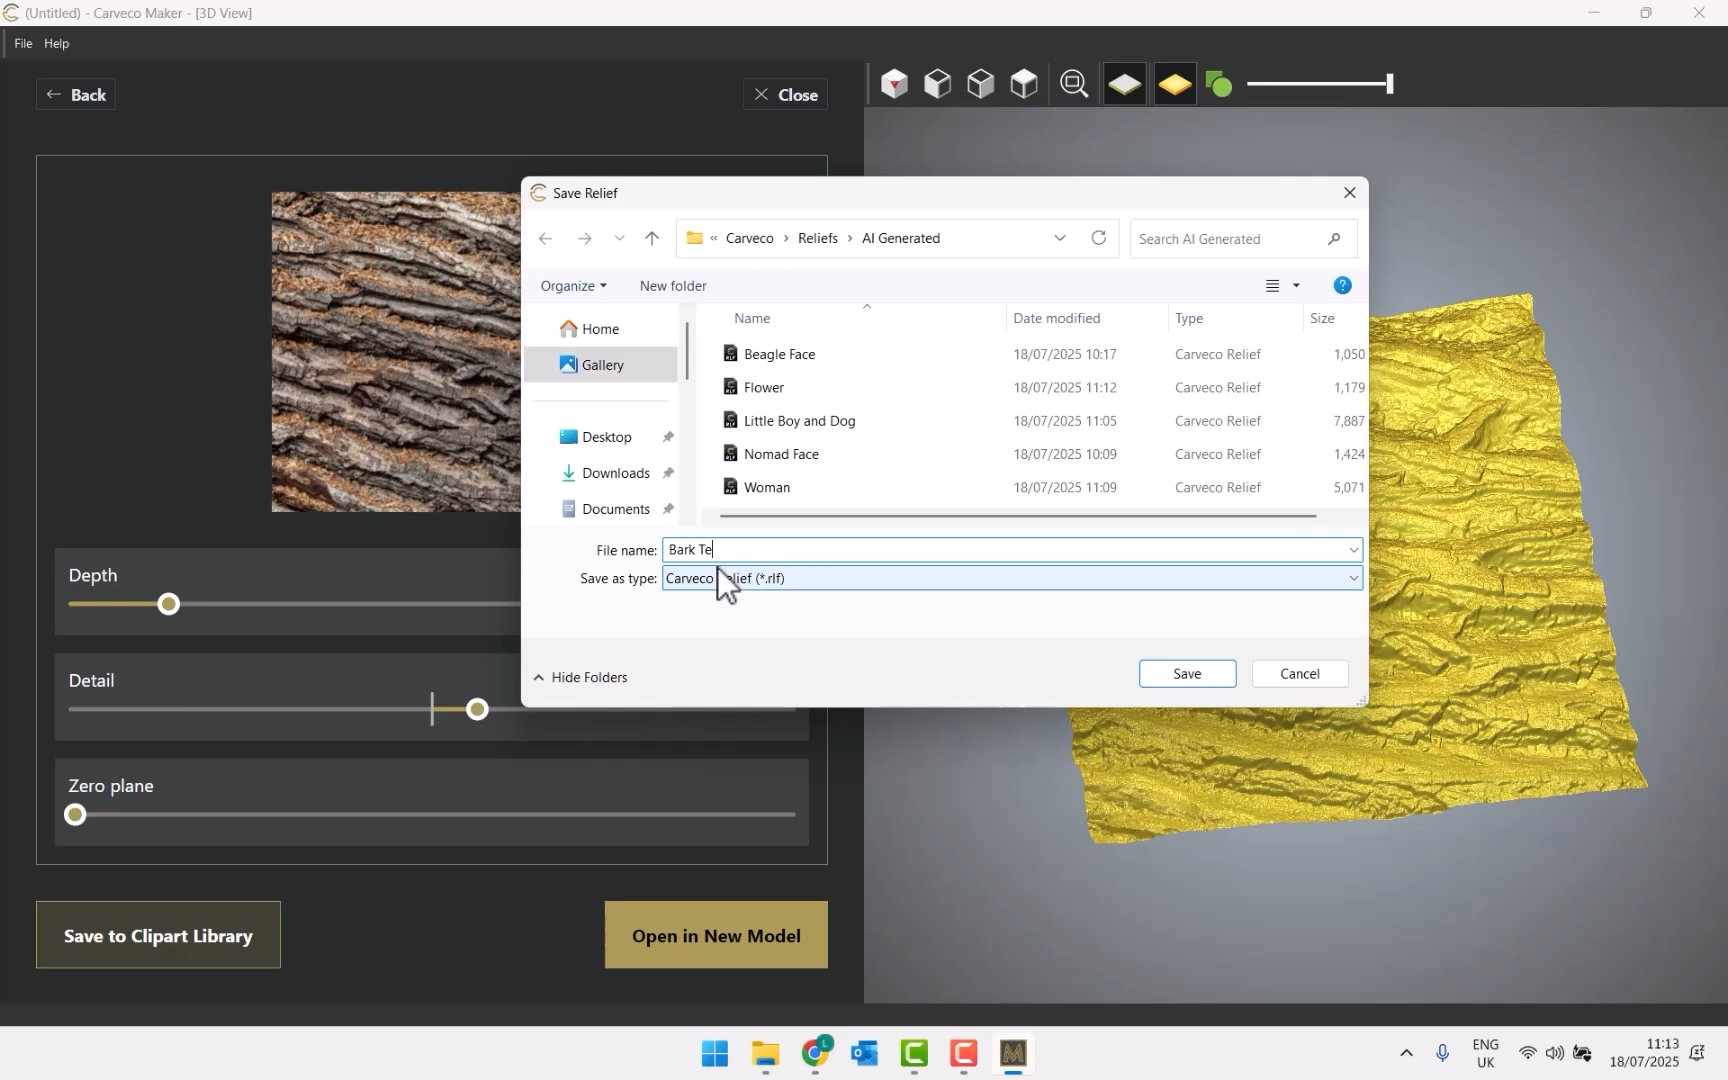 (Untitled) - Carveco Maker - [3D View]
File Help
Back
Close
Save Relief
« Carveco › Reliefs › AI Generated
Search AI Generated
Organize
New folder
Name Date modified Type Size
Home
Gallery
Desktop
Downloads
Documents
Beagle Face 18/07/2025 10:17 Carveco Relief 1,050
Flower 18/07/2025 11:12 Carveco Relief 1,179
Little Boy and Dog 18/07/2025 11:05 Carveco Relief 7,887
Nomad Face 18/07/2025 10:09 Carveco Relief 1,424
Woman 18/07/2025 11:09 Carveco Relief 5,071
File name: Bark Te
Save as type: Carveco Relief (*.rlf)
Hide Folders
Save
Cancel
Depth
Detail
Zero plane
Save to Clipart Library
Open in New Model
ENG
UK
11:13
18/07/2025